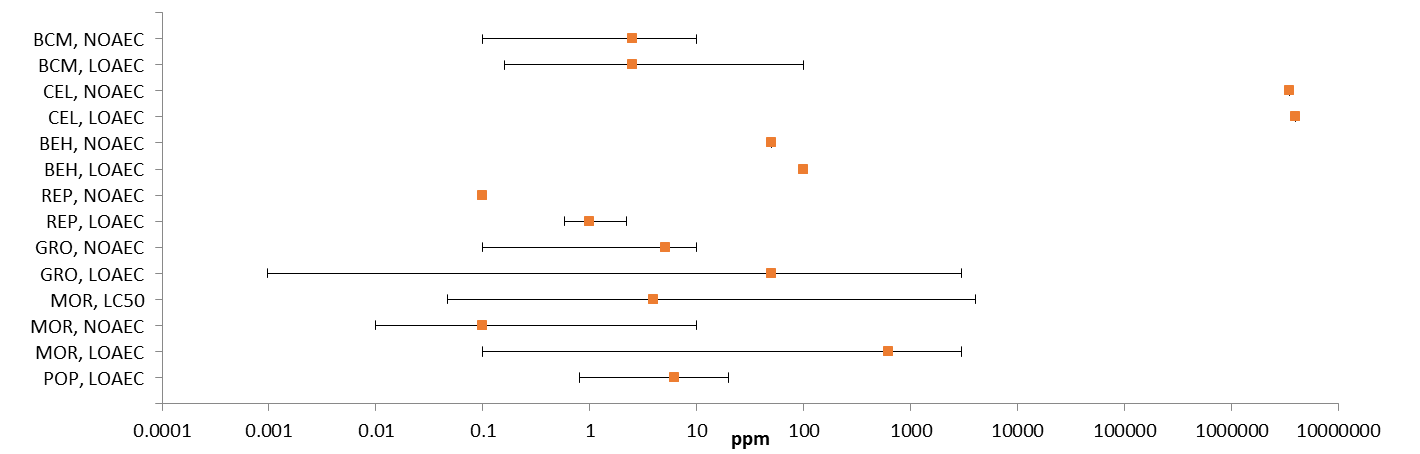 BCM, NOAEC
BCM, LOAEC
CEL, NOAEC
CEL, LOAEC
BEH, NOAEC
BEH, LOAEC
REP, NOAEC
REP, LOAEC
GRO, NOAEC
GRO, LOAEC
MOR, LC50
MOR, NOAEC
MOR, LOAEC
POP, LOAEC
0.0001 0.001 0.01 0.1 1 10 100 1000 10000 100000 1000000 10000000
ppm